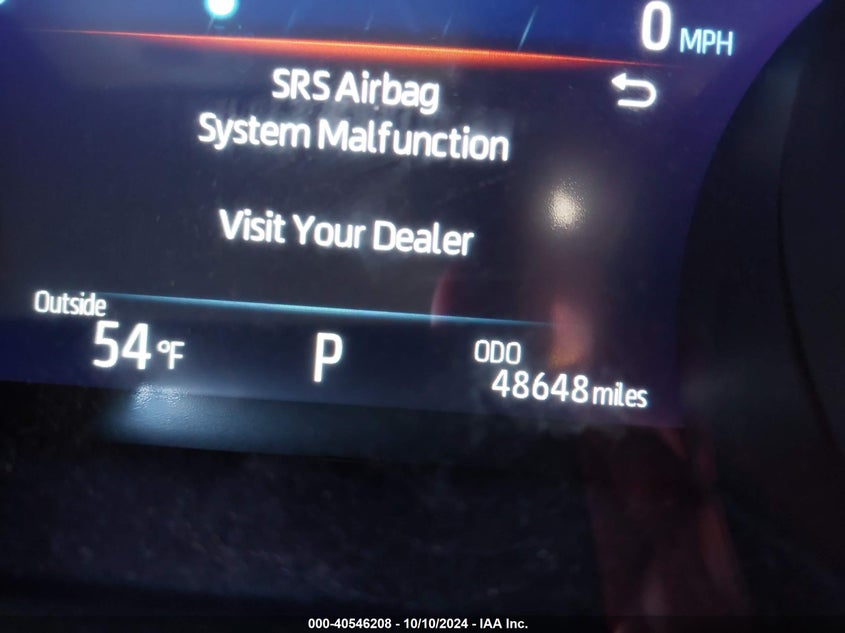 0 MPH
SRS Airbag
System Malfunction
Visit Your Dealer
Outside
54 °F
P
ODO
48648 miles
000-40546208 - 10/10/2024 - IAA Inc.